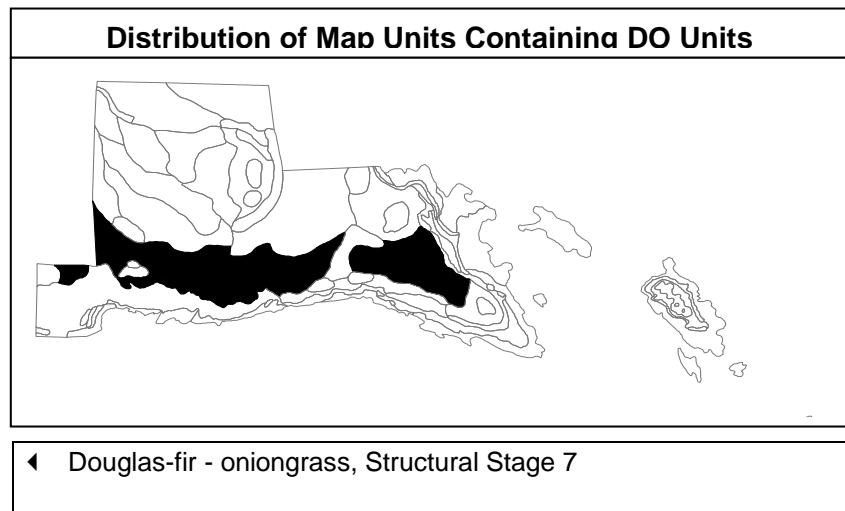 Distribution of Map Units Containing DO Units
Douglas-fir - oniongrass, Structural Stage 7